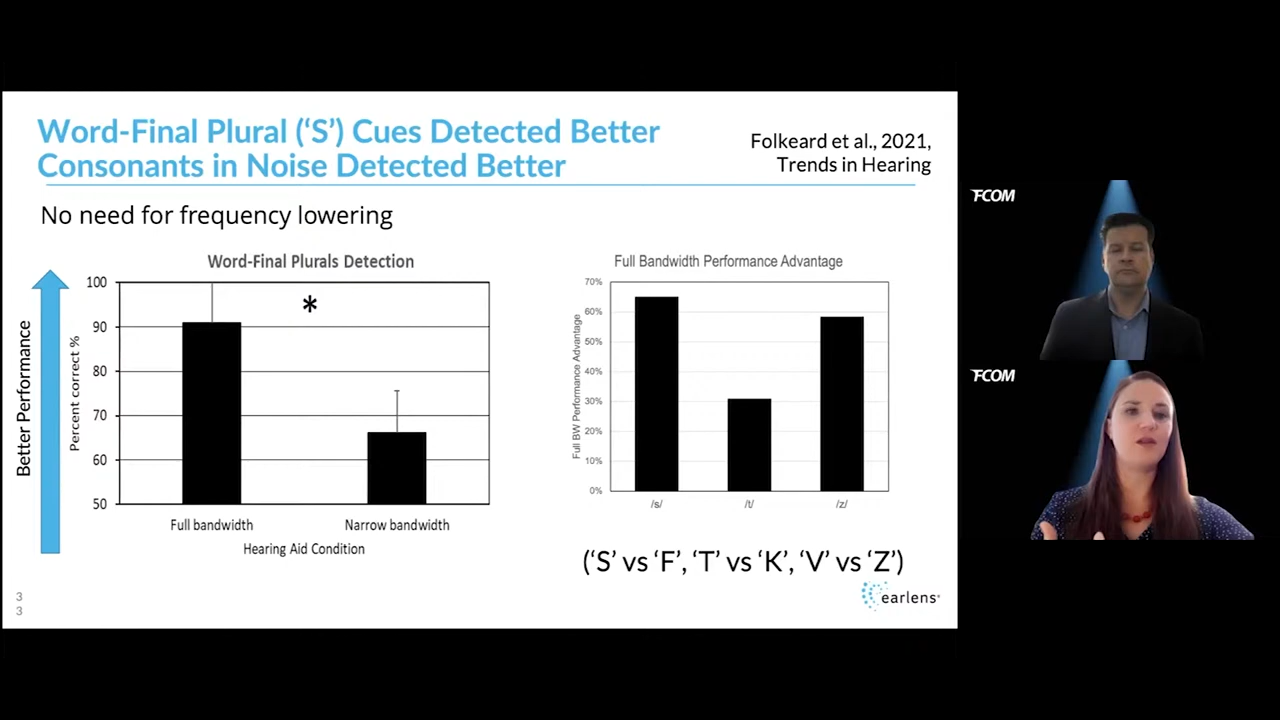 Word-Final Plural (‘S’) Cues Detected Better
Consonants in Noise Detected Better
Folkeard et al., 2021,
Trends in Hearing
No need for frequency lowering
Better Performance
Word-Final Plurals Detection
Percent correct %
100
90
80
70
60
50
*
Full bandwidth
Narrow bandwidth
Hearing Aid Condition
Full Bandwidth Performance Advantage
Full BW Performance Advantage
70%
60%
50%
40%
30%
20%
10%
0%
/s/
/t/
/z/
(‘S’ vs ‘F’, ‘T’ vs ‘K’, ‘V’ vs ‘Z’)
3
3
earlens®
FCOM
FCOM